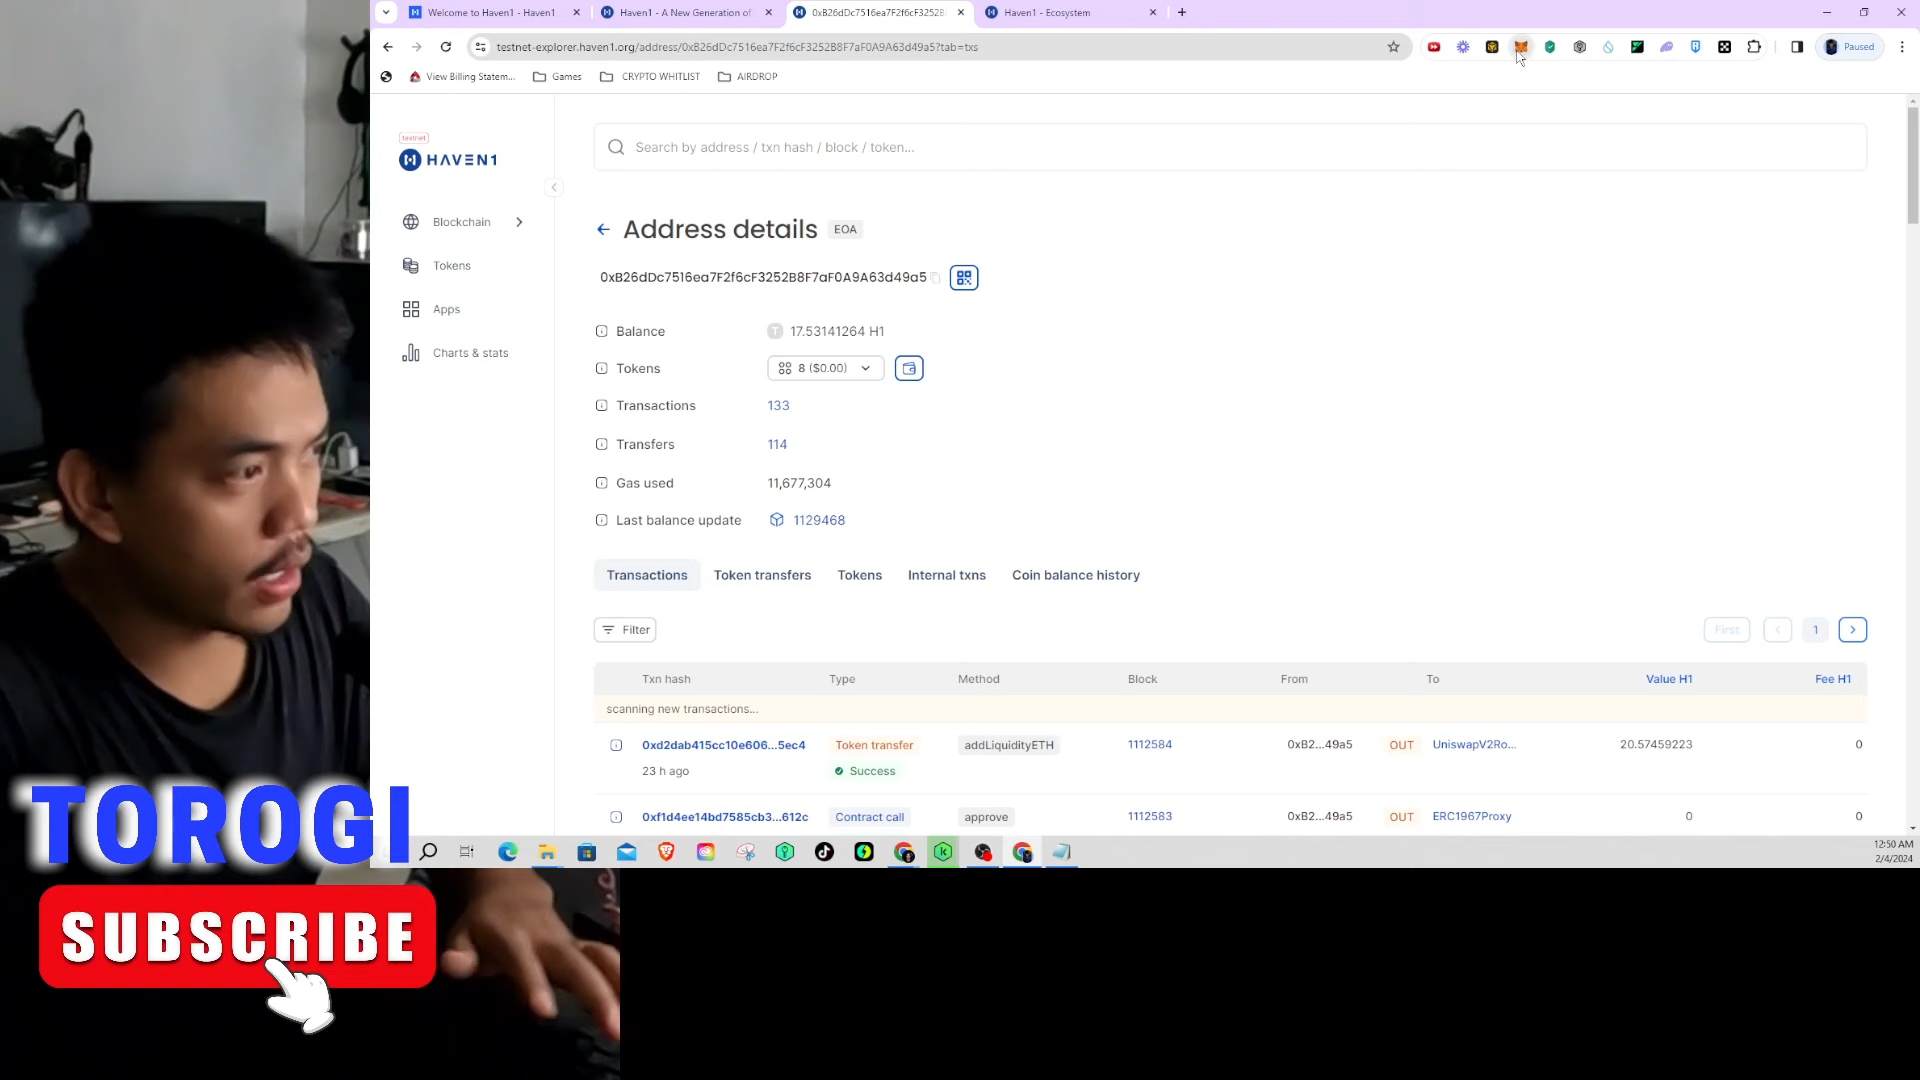 Welcome to Haven1 - Haven1
Haven1 - A New Generation of
0xB26dDc7516ea7F2f6cF3252B8
Haven1 - Ecosystem
testnet-explorer.haven1.org/address/0xB26dDc7516ea7F2f6cF3252B8F7aF0A9A63d49a5?tab=txs
Paused
View Billing Statem...
Games
CRYPTO WHITLIST
AIRDROP
testnet
HAVEN1
Search by address / txn hash / block / token...
Blockchain
Tokens
Apps
Charts & stats
Address details EOA
0xB26dDc7516ea7F2f6cF3252B8F7aF0A9A63d49a5
Balance T 17.53141264 H1
Tokens 8 ($0.00)
Transactions 133
Transfers 114
Gas used 11,677,304
Last balance update 1129468
Transactions Token transfers Tokens Internal txns Coin balance history
Filter First 1
Txn hash Type Method Block From To Value H1 Fee H1
scanning new transactions...
0xd2dab415cc10e606...5ec4 Token transfer addLiquidityETH 1112584 0xB2...49a5 OUT UniswapV2Ro... 20.57459223 0
23 h ago Success
0xf1d4ee14bd7585cb3...612c Contract call approve 1112583 0xB2...49a5 OUT ERC1967Proxy 0 0
12:50 AM
2/4/2024
TOROGI
SUBSCRIBE